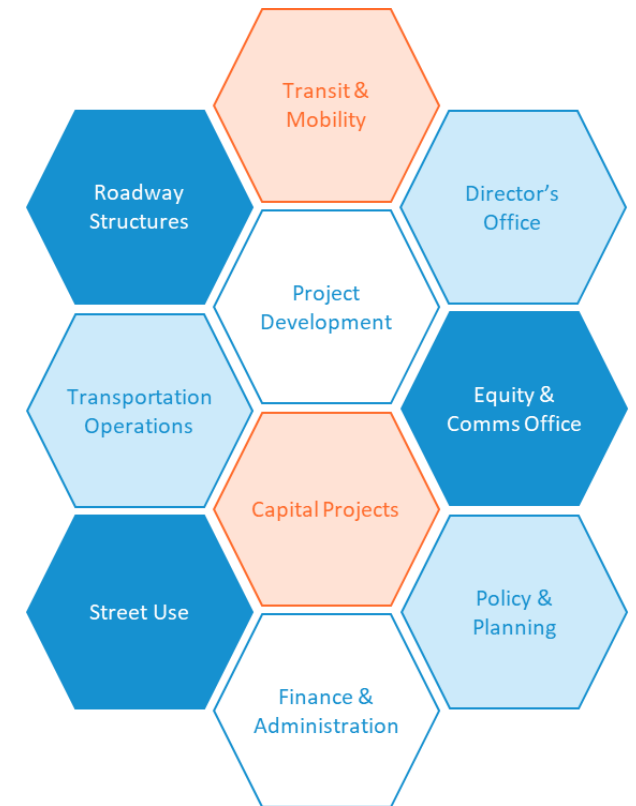 Transit &
Mobility
Roadway
Structures
Director’s
Office
Project
Development
Transportation
Operations
Equity &
Comms Office
Capital Projects
Street Use
Policy &
Planning
Finance &
Administration